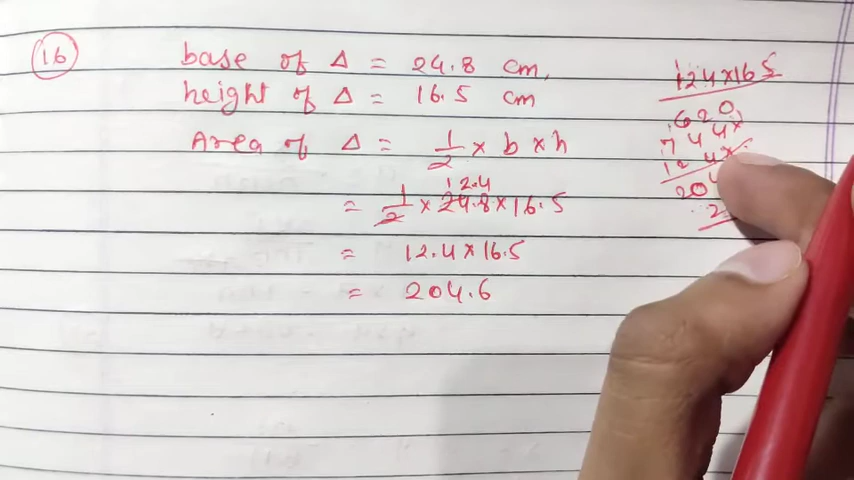 16
base of Δ = 24.8 cm,
height of Δ = 16.5 cm
Area of Δ = 1/2 × b × h
= 1/2 × 24.8 × 16.5
12.4
= 12.4 × 16.5
= 204.6
124×165
620
744×
124×
204